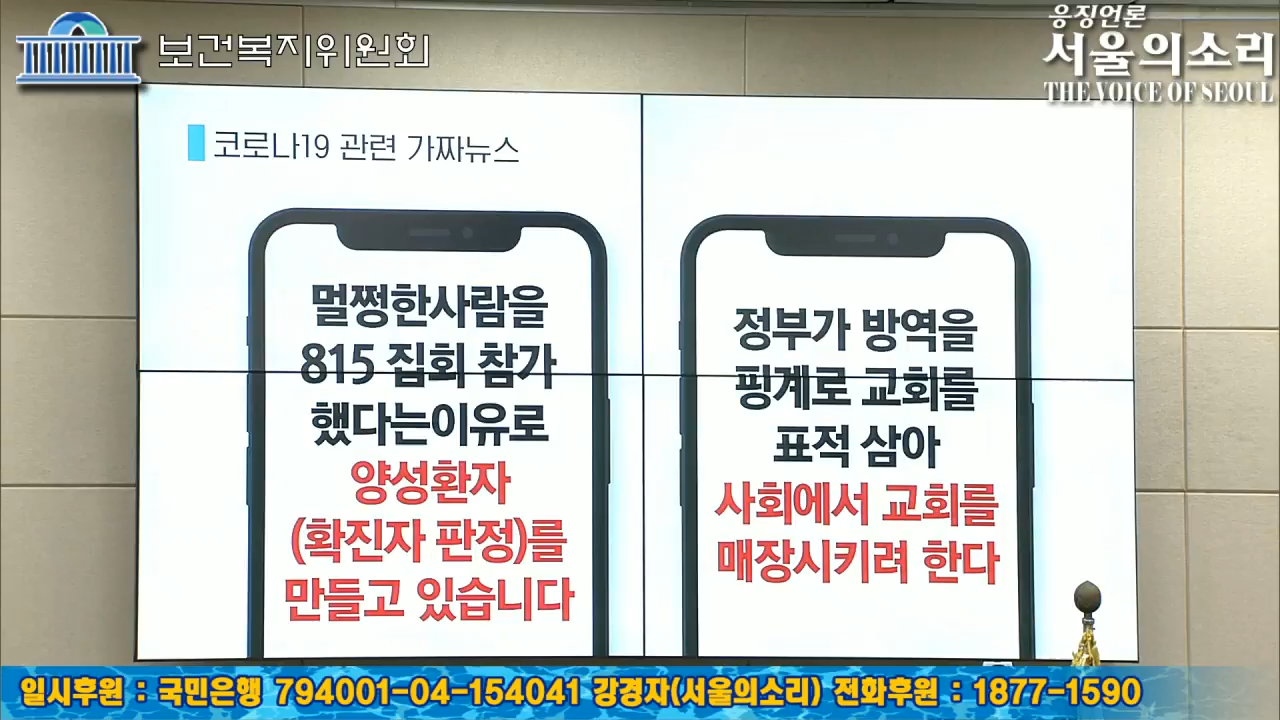 보건복지위원회
응징언론
서울의소리
THE VOICE OF SEOUL
코로나19 관련 가짜뉴스
멀쩡한사람을
815 집회 참가
했다는이유로
양성환자
(확진자 판정)를
만들고 있습니다
정부가 방역을
핑계로 교회를
표적 삼아
사회에서 교회를
매장시키려 한다
일시후원 : 국민은행 794001-04-154041 강경자(서울의소리) 전화후원 : 1877-1590